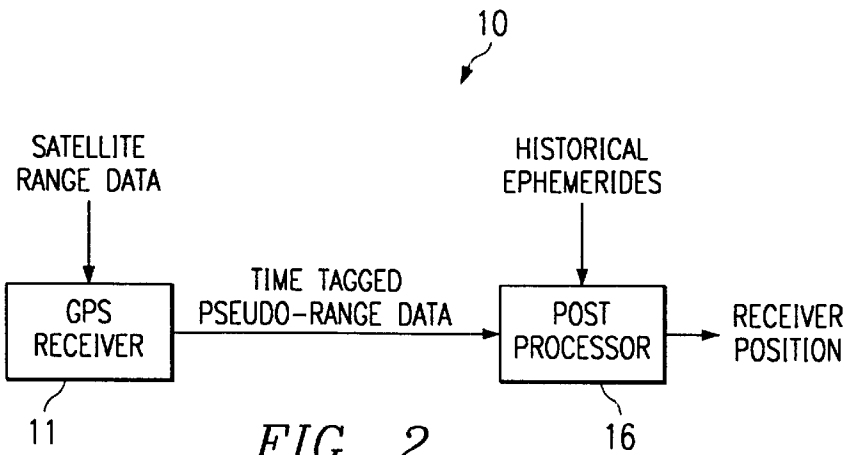 10
SATELLITE
RANGE DATA
HISTORICAL
EPHEMERIDES
GPS
RECEIVER
TIME TAGGED
PSEUDO-RANGE DATA
POST
PROCESSOR
RECEIVER
POSITION
11
FIG. 2
16